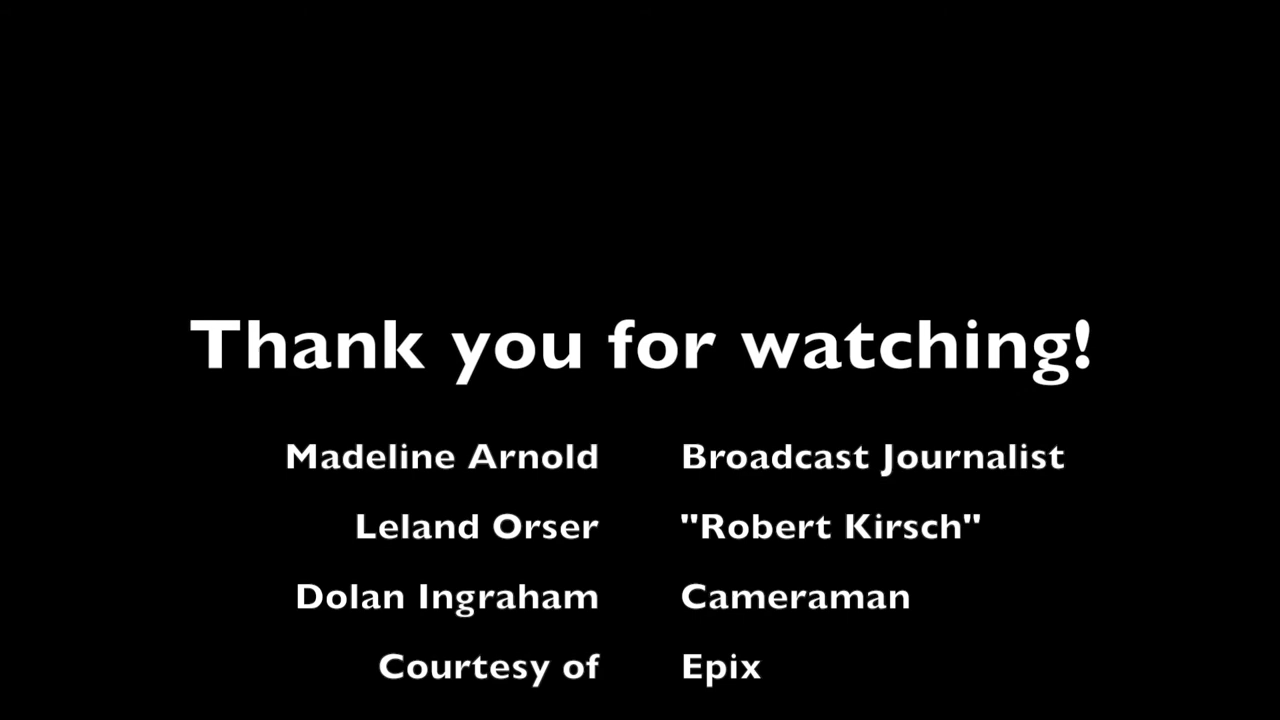 Thank you for watching!
Madeline Arnold Broadcast Journalist
Leland Orser "Robert Kirsch"
Dolan Ingraham Cameraman
Courtesy of Epix